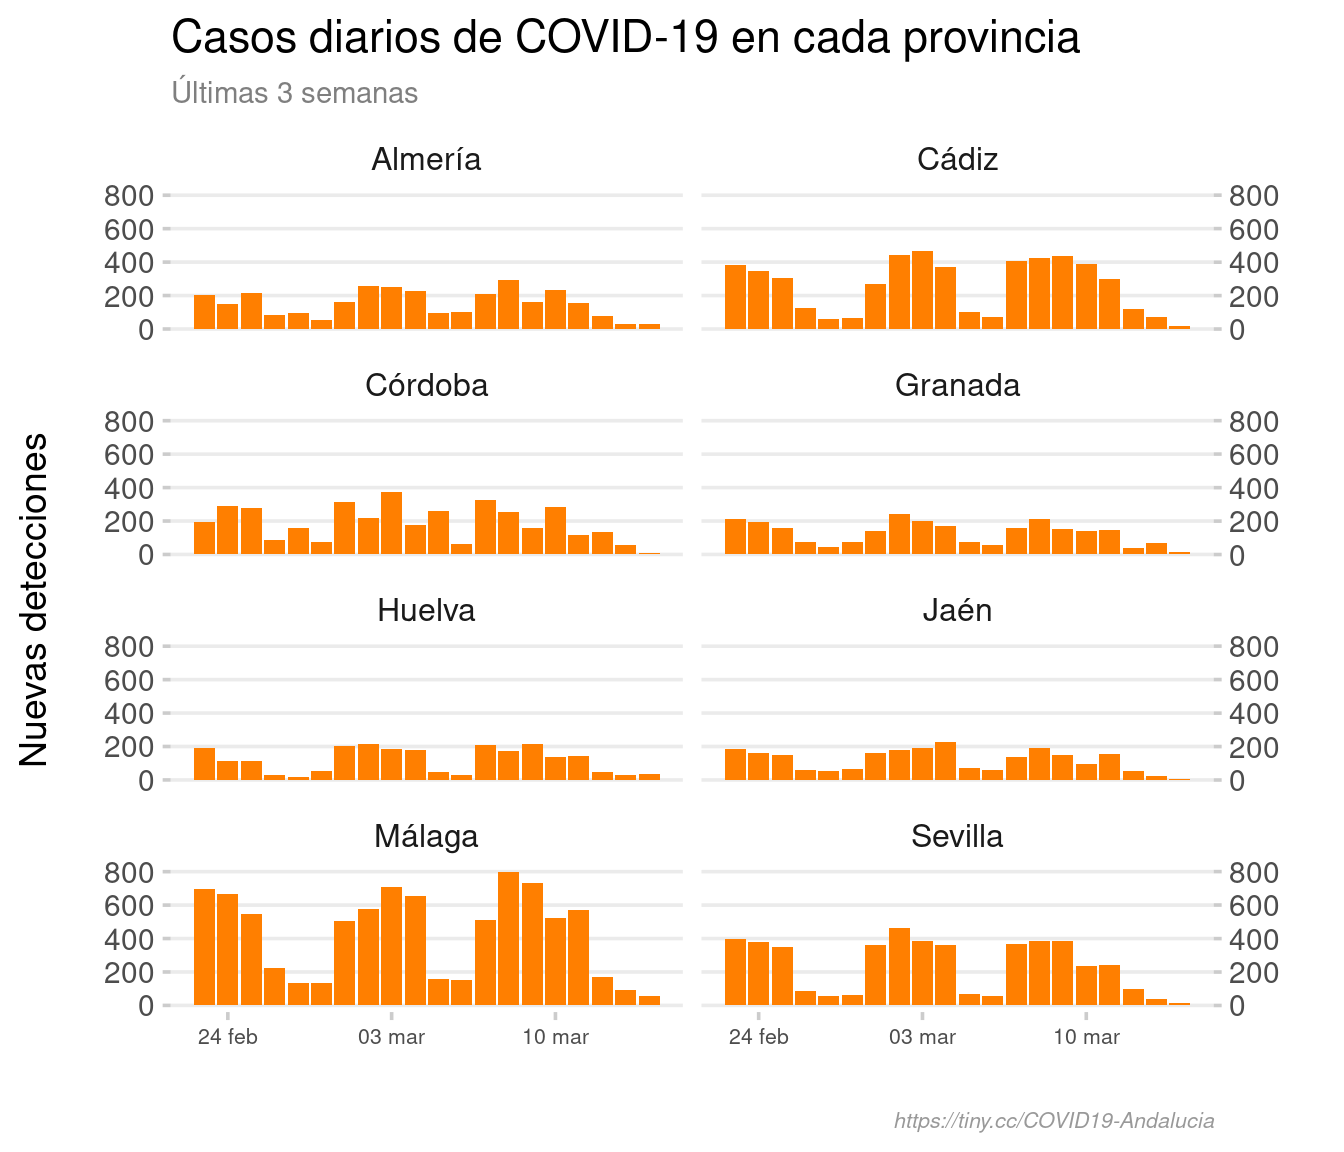 Casos diarios de COVID-19 en cada provincia
Últimas 3 semanas
Nuevas detecciones
Almería
Cádiz
800
600
400
200
0
800
600
400
200
0
Córdoba
Granada
800
600
400
200
0
800
600
400
200
0
Huelva
Jaén
800
600
400
200
0
800
600
400
200
0
Málaga
Sevilla
800
600
400
200
0
800
600
400
200
0
24 feb
03 mar
10 mar
24 feb
03 mar
10 mar
https://tiny.cc/COVID19-Andalucia